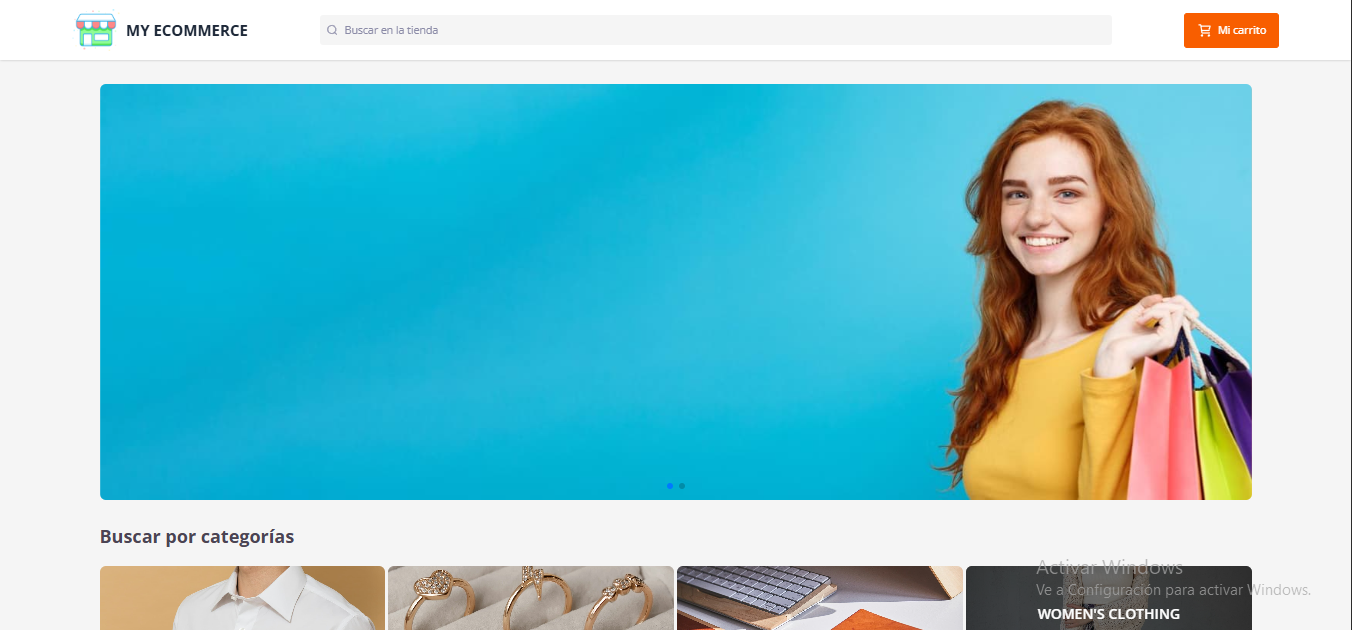 MY ECOMMERCE
Buscar en la tienda
Mi carrito
Buscar por categorías
Activar Windows
Ve a Configuración para activar Windows.
WOMEN'S CLOTHING